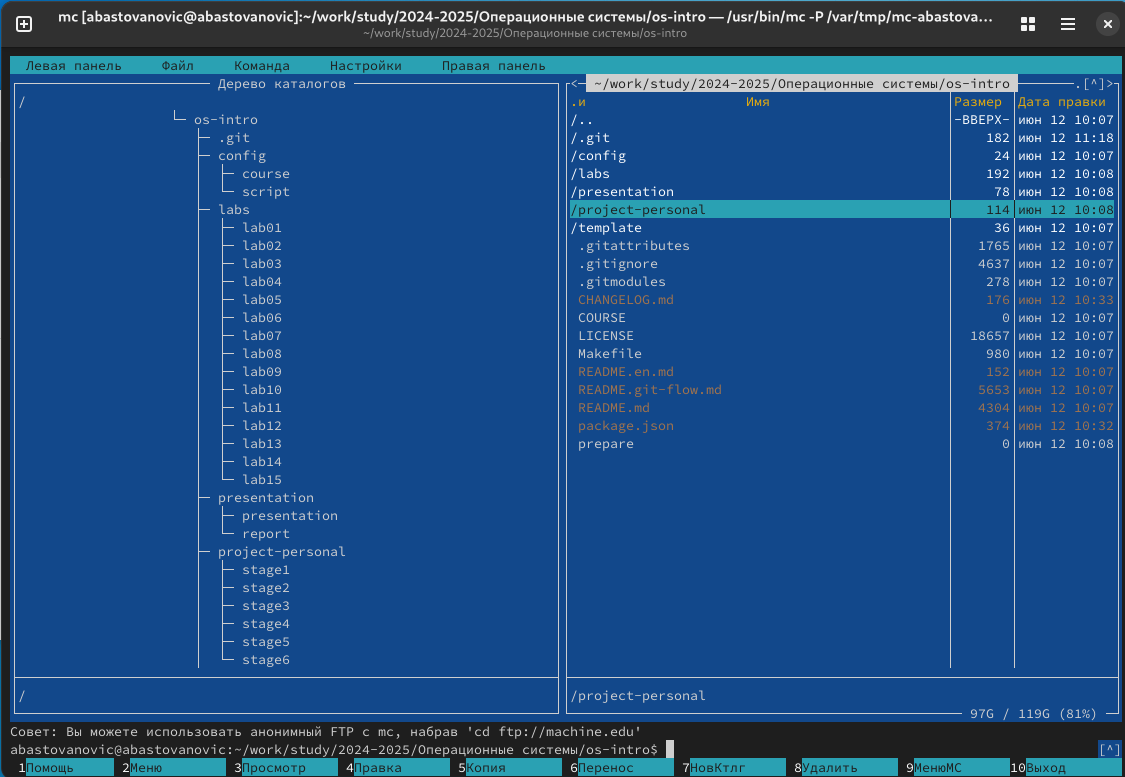 mc [abastovanovic@abastovanovic]:~/work/study/2024-2025/Операционные системы/os-intro — /usr/bin/mc -P /var/tmp/mc-abastova...
~/work/study/2024-2025/Операционные системы/os-intro
Левая панель Файл Команда Настройки Правая панель
Дерево каталогов
/
os-intro
.git
config
course
script
labs
lab01
lab02
lab03
lab04
lab05
lab06
lab07
lab08
lab09
lab10
lab11
lab12
lab13
lab14
lab15
presentation
presentation
report
project-personal
stage1
stage2
stage3
stage4
stage5
stage6
/
<─ ~/work/study/2024-2025/Операционные системы/os-intro .[^]>
.и Имя Размер Дата правки
/.. -ВВЕРХ- июн 12 10:07
/.git 182 июн 12 11:18
/config 24 июн 12 10:07
/labs 192 июн 12 10:08
/presentation 78 июн 12 10:08
/project-personal 114 июн 12 10:08
/template 36 июн 12 10:07
.gitattributes 1765 июн 12 10:07
.gitignore 4637 июн 12 10:07
.gitmodules 278 июн 12 10:07
CHANGELOG.md 176 июн 12 10:33
COURSE 0 июн 12 10:07
LICENSE 18657 июн 12 10:07
Makefile 980 июн 12 10:07
README.en.md 152 июн 12 10:07
README.git-flow.md 5653 июн 12 10:07
README.md 4304 июн 12 10:07
package.json 374 июн 12 10:32
prepare 0 июн 12 10:08
/project-personal
97G / 119G (81%)
Совет: Вы можете использовать анонимный FTP с mc, набрав 'cd ftp://machine.edu'
abastovanovic@abastovanovic:~/work/study/2024-2025/Операционные системы/os-intro$ [^]
1Помощь 2Меню 3Просмотр 4Правка 5Копия 6Перенос 7НовКтлг 8Удалить 9МенюМС 10Выход